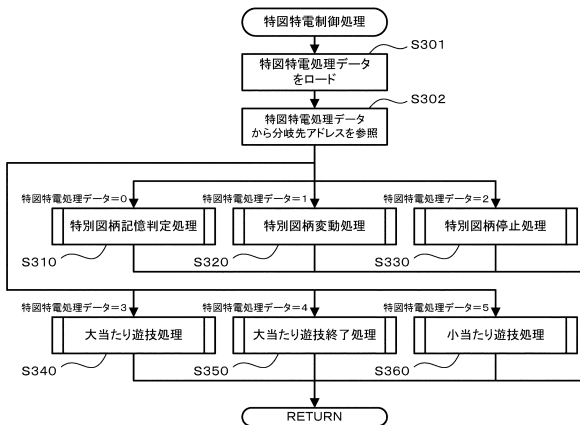 特図特電制御処理
S301
特図特電処理データ
をロード
S302
特図特電処理データ
から分岐先アドレスを参照
特図特電処理データ=0
特図特電処理データ=1
特図特電処理データ=2
特別図柄記憶判定処理
特別図柄変動処理
特別図柄停止処理
S310
S320
S330
特図特電処理データ=3
特図特電処理データ=4
特図特電処理データ=5
大当たり遊技処理
大当たり遊技終了処理
小当たり遊技処理
S340
S350
S360
RETURN